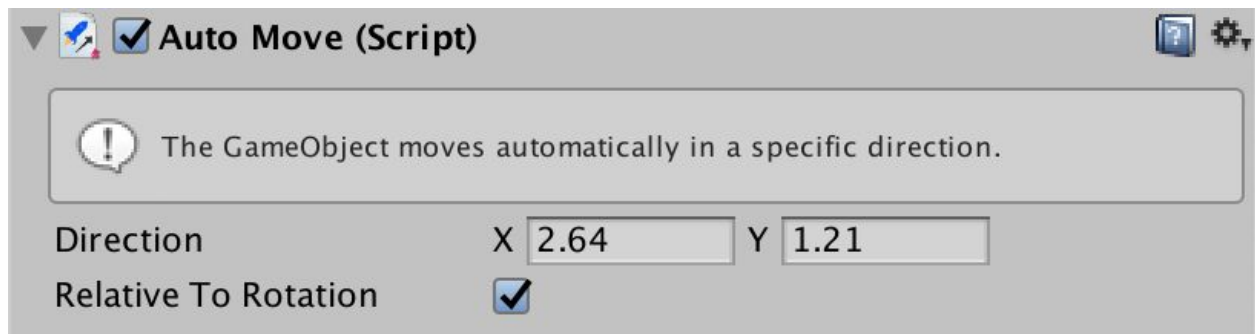 Auto Move (Script)
The GameObject moves automatically in a specific direction.
Direction X 2.64 Y 1.21
Relative To Rotation